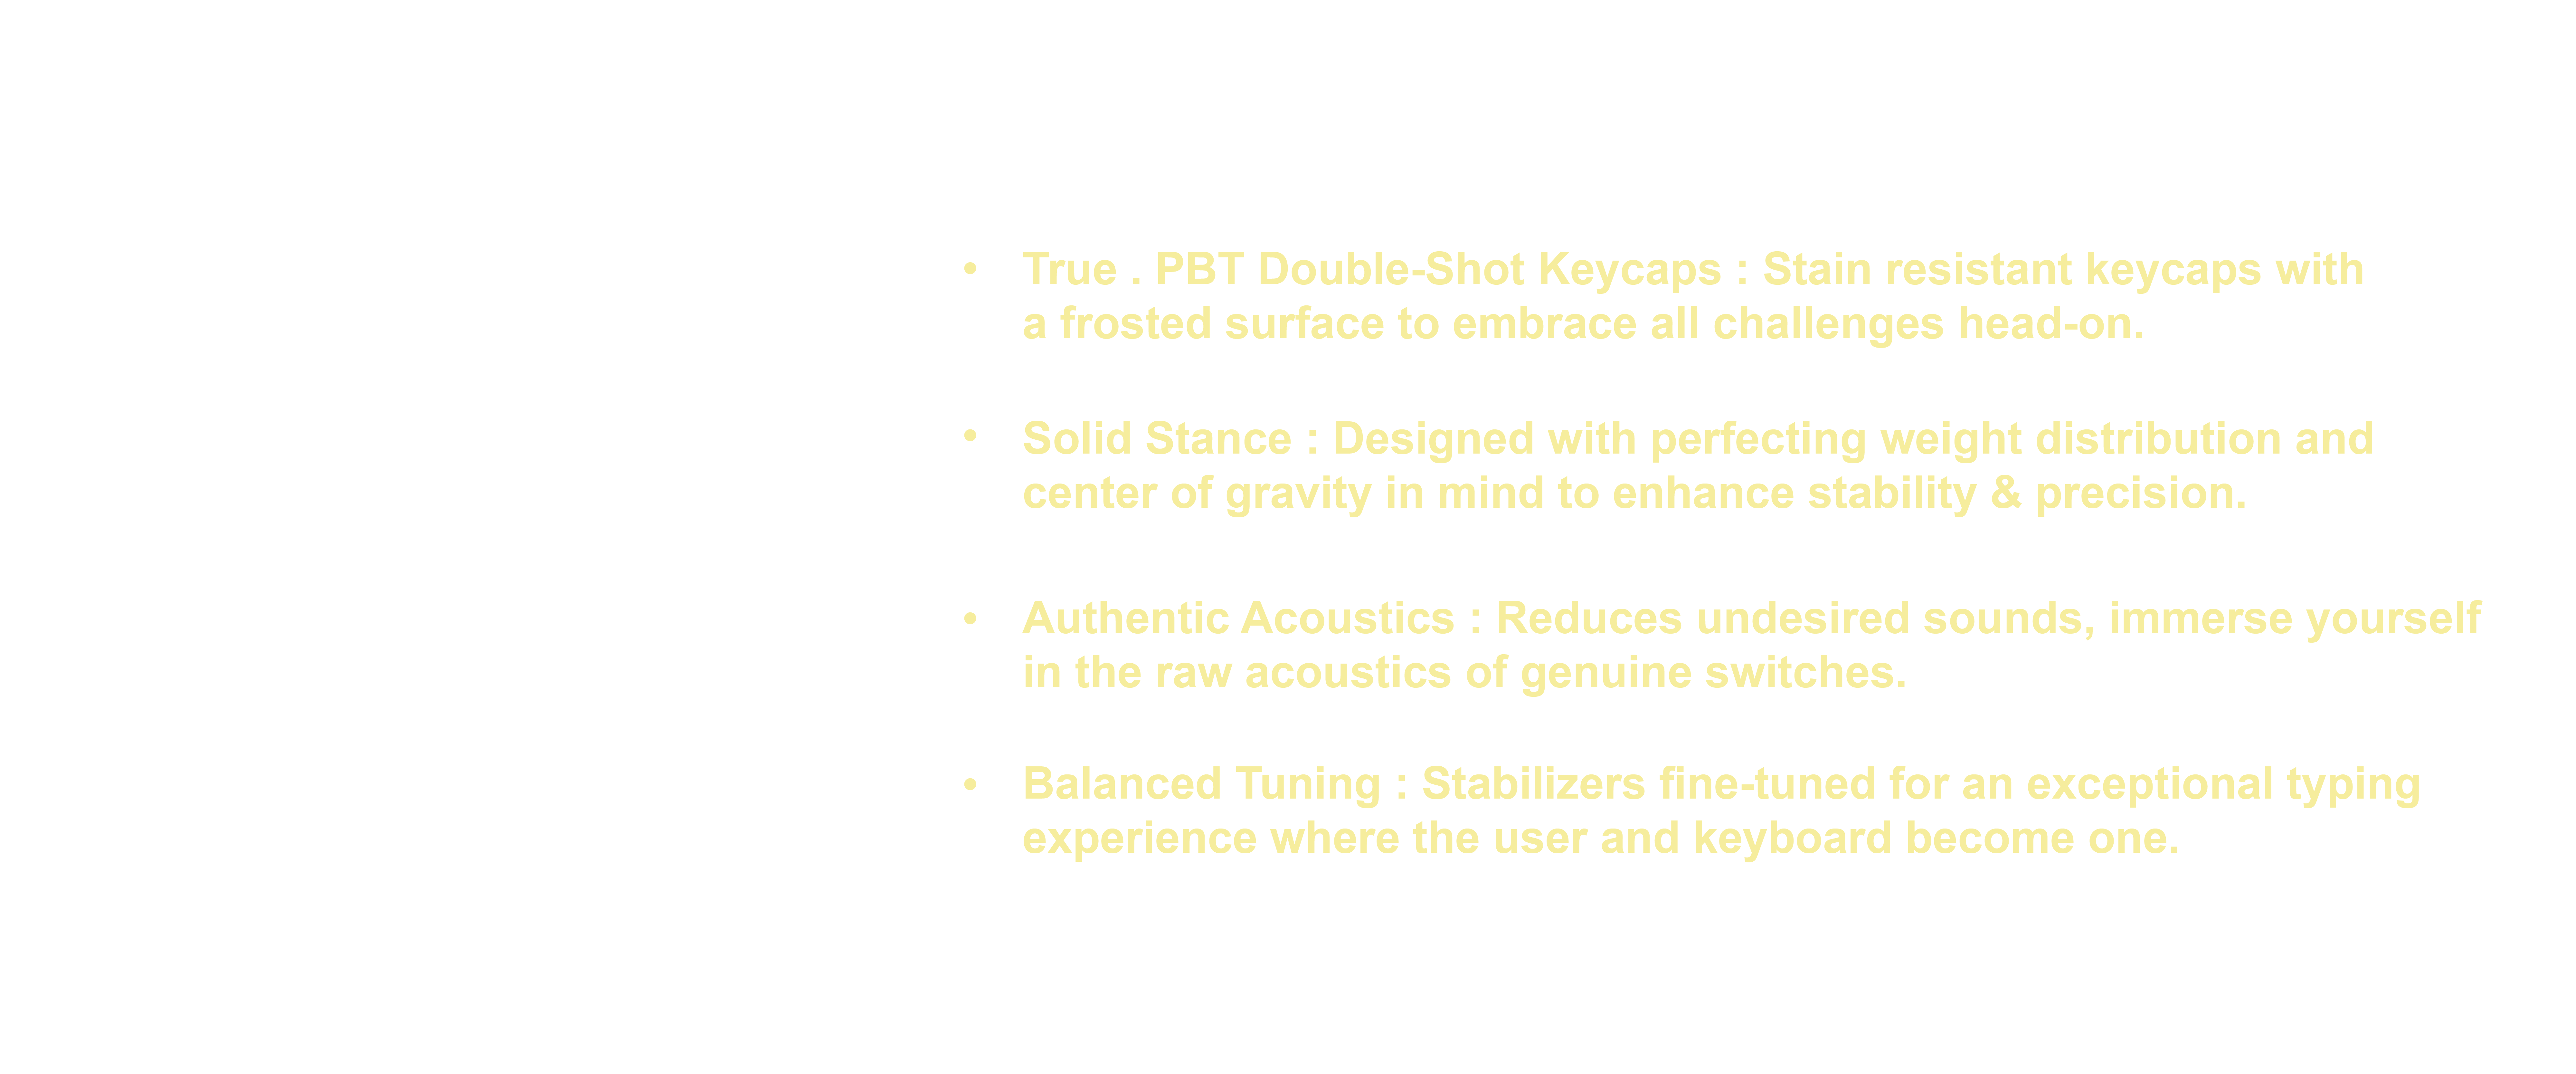 • True . PBT Double-Shot Keycaps : Stain resistant keycaps with
a frosted surface to embrace all challenges head-on.
• Solid Stance : Designed with perfecting weight distribution and
center of gravity in mind to enhance stability & precision.
• Authentic Acoustics : Reduces undesired sounds, immerse yourself
in the raw acoustics of genuine switches.
• Balanced Tuning : Stabilizers fine-tuned for an exceptional typing
experience where the user and keyboard become one.